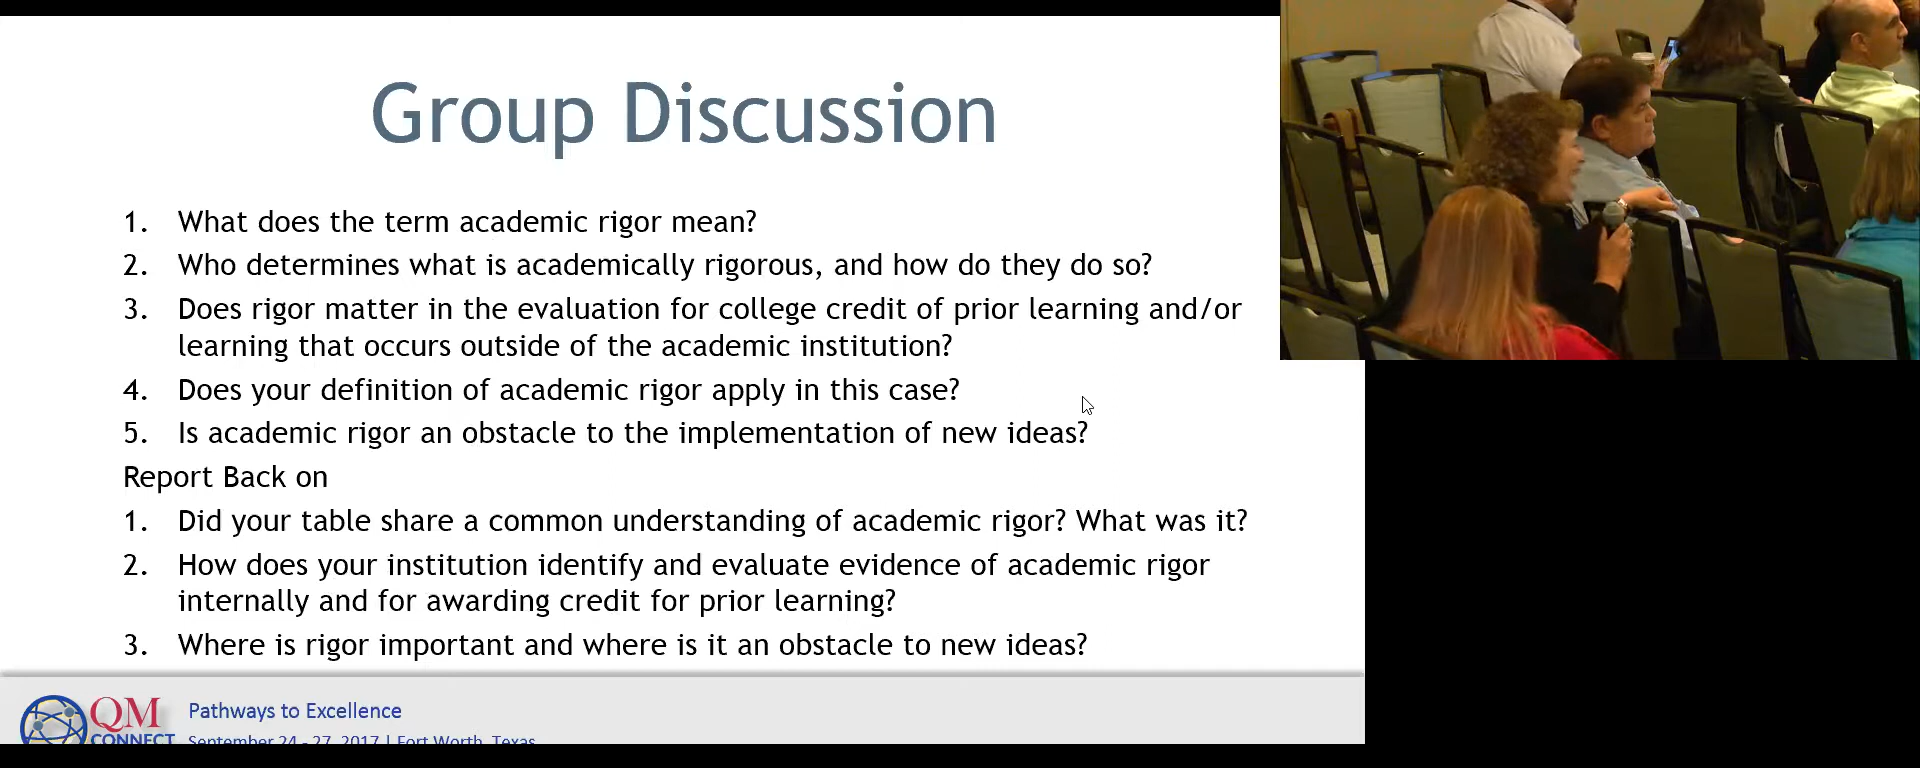 Group Discussion
1. What does the term academic rigor mean?
2. Who determines what is academically rigorous, and how do they do so?
3. Does rigor matter in the evaluation for college credit of prior learning and/or
learning that occurs outside of the academic institution?
4. Does your definition of academic rigor apply in this case?
5. Is academic rigor an obstacle to the implementation of new ideas?
Report Back on
1. Did your table share a common understanding of academic rigor? What was it?
2. How does your institution identify and evaluate evidence of academic rigor
internally and for awarding credit for prior learning?
3. Where is rigor important and where is it an obstacle to new ideas?
QM
CONNECT
Pathways to Excellence
September 24 - 27, 2017 | Fort Worth, Texas